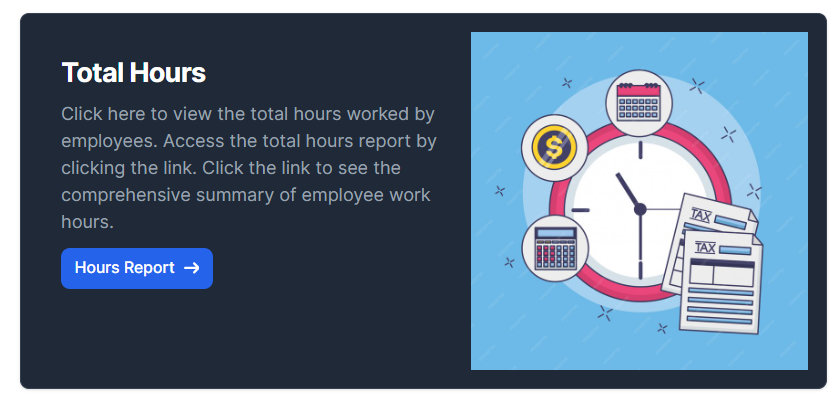 Total Hours
Click here to view the total hours worked by
employees. Access the total hours report by
clicking the link. Click the link to see the
comprehensive summary of employee work
hours.
Hours Report →
$
TAX
TAX